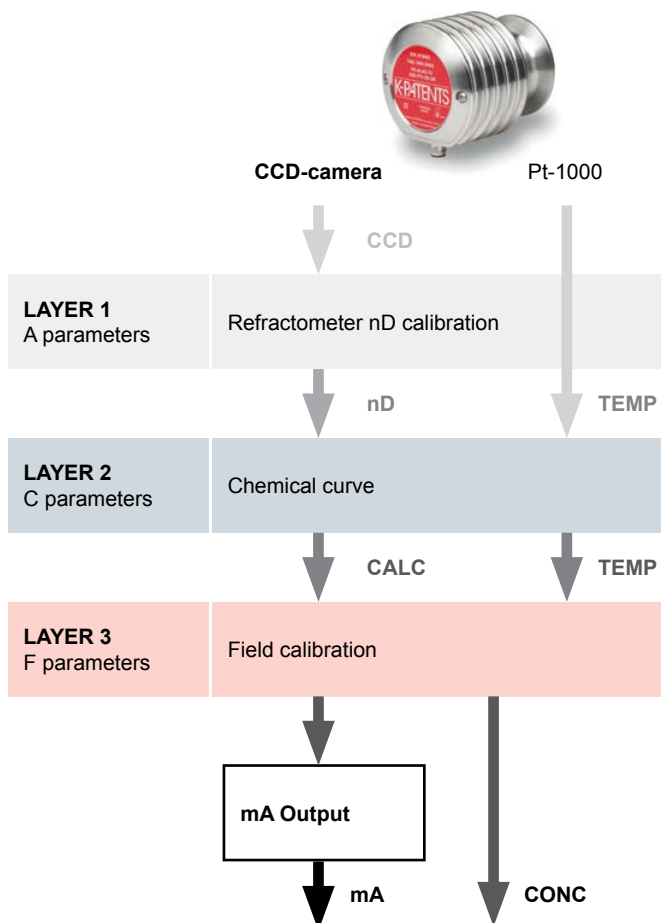 K-PATENTS
CCD-camera
Pt-1000
CCD
LAYER 1
A parameters
Refractometer nD calibration
nD
TEMP
LAYER 2
C parameters
Chemical curve
CALC
TEMP
LAYER 3
F parameters
Field calibration
mA Output
mA
CONC